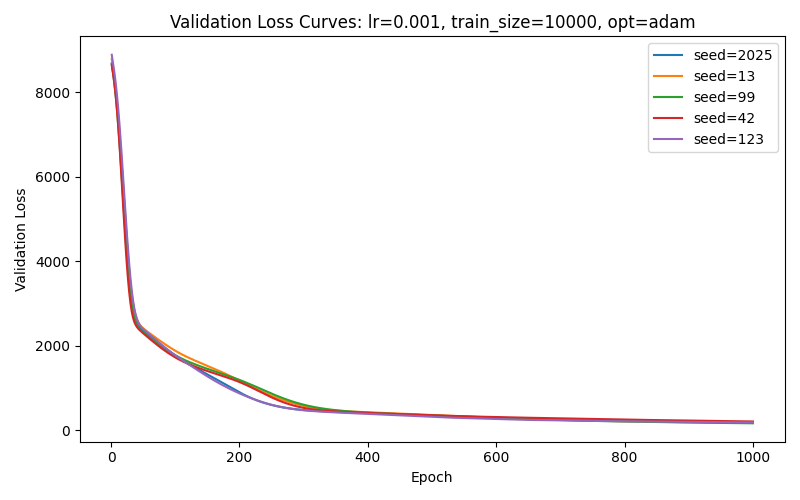 Validation Loss Curves: lr=0.001, train_size=10000, opt=adam
seed=2025
seed=13
seed=99
seed=42
seed=123
Validation Loss
8000
6000
4000
2000
0
0 200 400 600 800 1000
Epoch